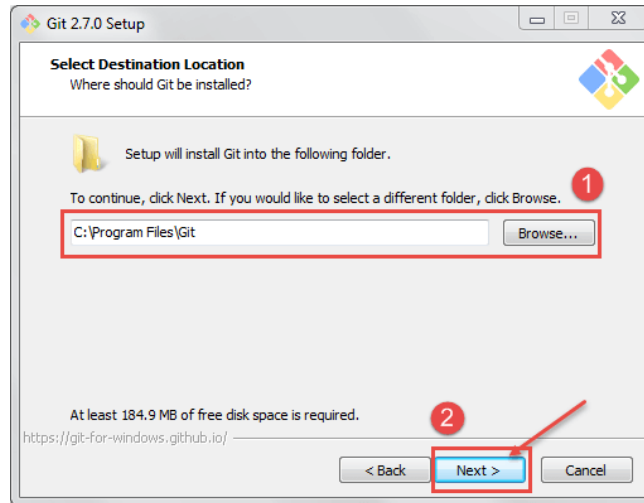 Git 2.7.0 Setup
Select Destination Location
Where should Git be installed?
Setup will install Git into the following folder.
To continue, click Next. If you would like to select a different folder, click Browse.
1
C:\Program Files\Git
Browse...
At least 184.9 MB of free disk space is required.
2
https://git-for-windows.github.io/
< Back
Next >
Cancel